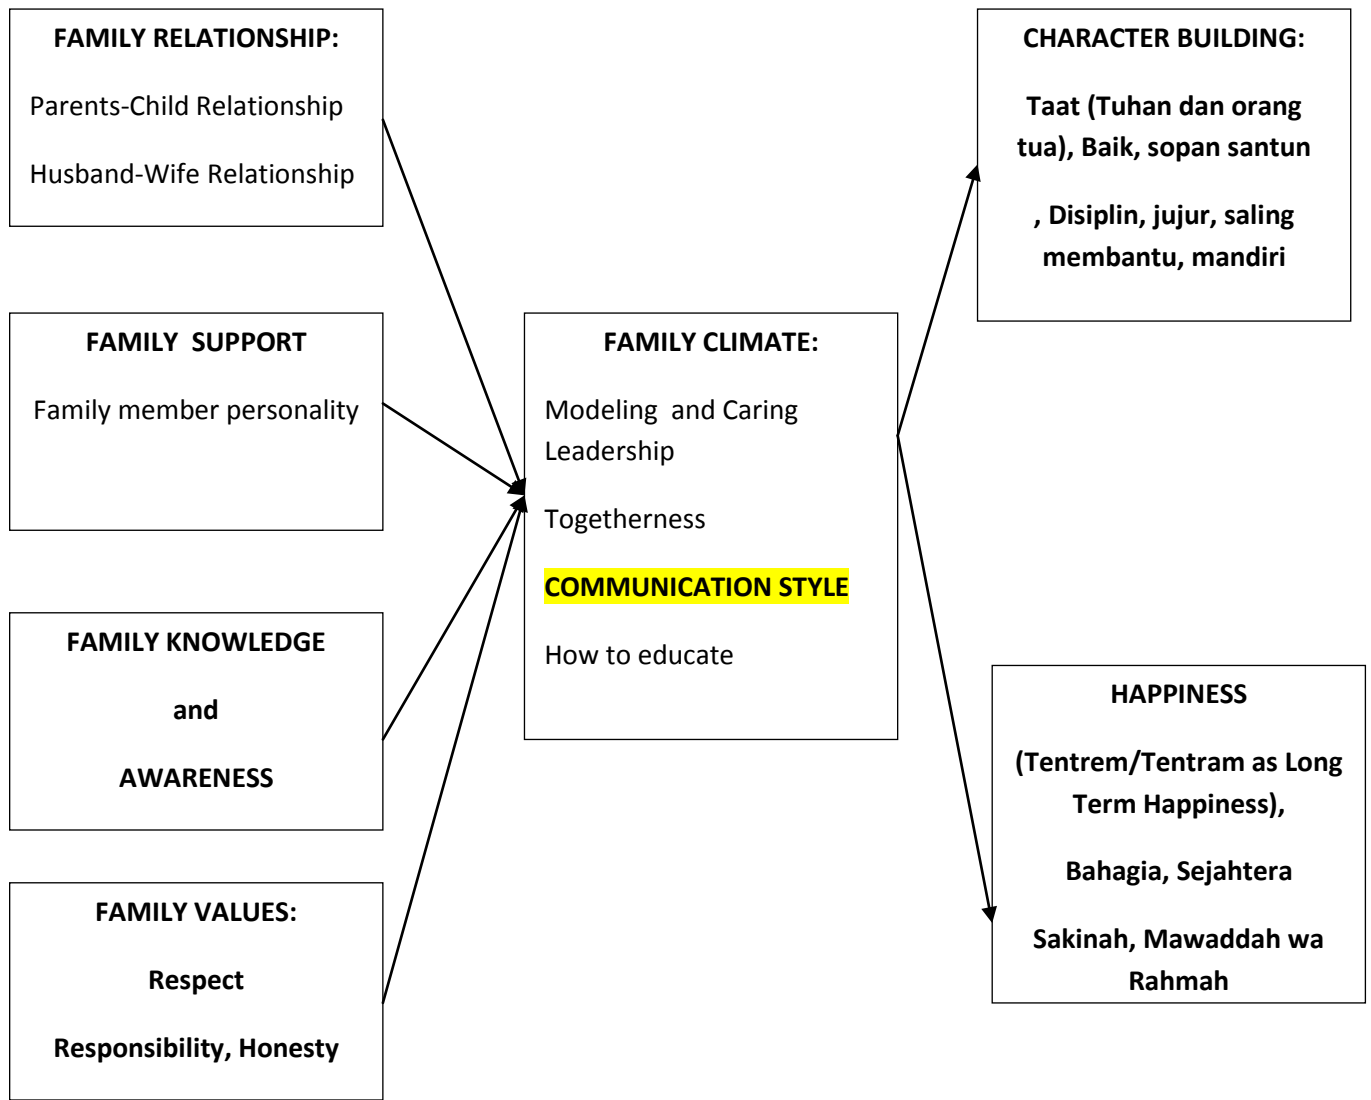 FAMILY RELATIONSHIP:
Parents-Child Relationship
Husband-Wife Relationship
FAMILY SUPPORT
Family member personality
FAMILY KNOWLEDGE
and
AWARENESS
FAMILY VALUES:
Respect
Responsibility, Honesty
FAMILY CLIMATE:
Modeling and Caring
Leadership
Togetherness
COMMUNICATION STYLE
How to educate
CHARACTER BUILDING:
Taat (Tuhan dan orang
tua), Baik, sopan santun
, Disiplin, jujur, saling
membantu, mandiri
HAPPINESS
(Tentrem/Tentram as Long
Term Happiness),
Bahagia, Sejahtera
Sakinah, Mawaddah wa
Rahmah